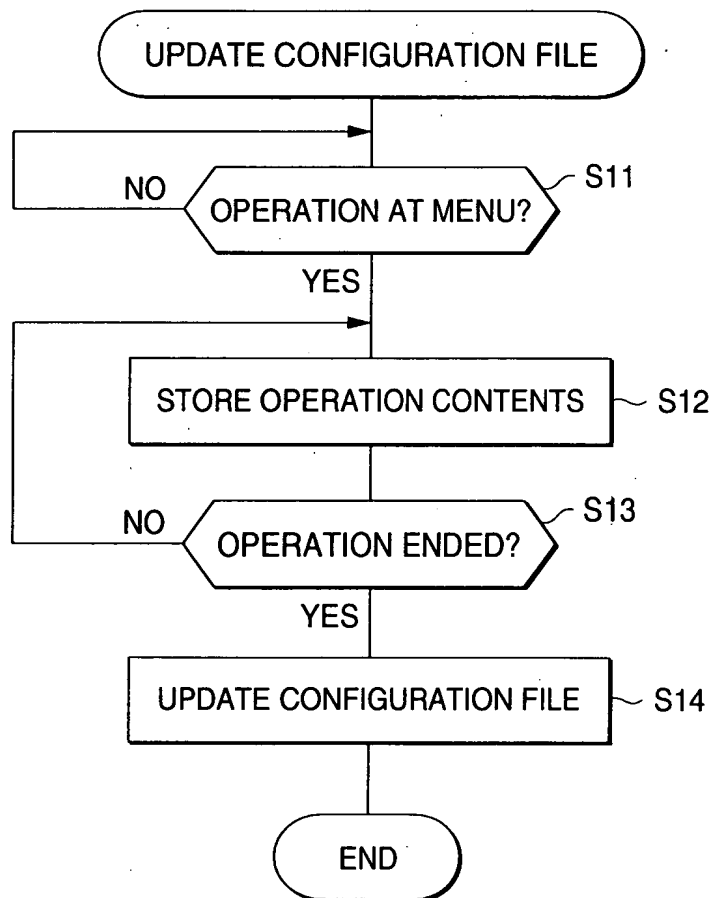 UPDATE CONFIGURATION FILE
S11
NO
OPERATION AT MENU?
YES
STORE OPERATION CONTENTS
S12
S13
NO
OPERATION ENDED?
YES
UPDATE CONFIGURATION FILE
S14
END